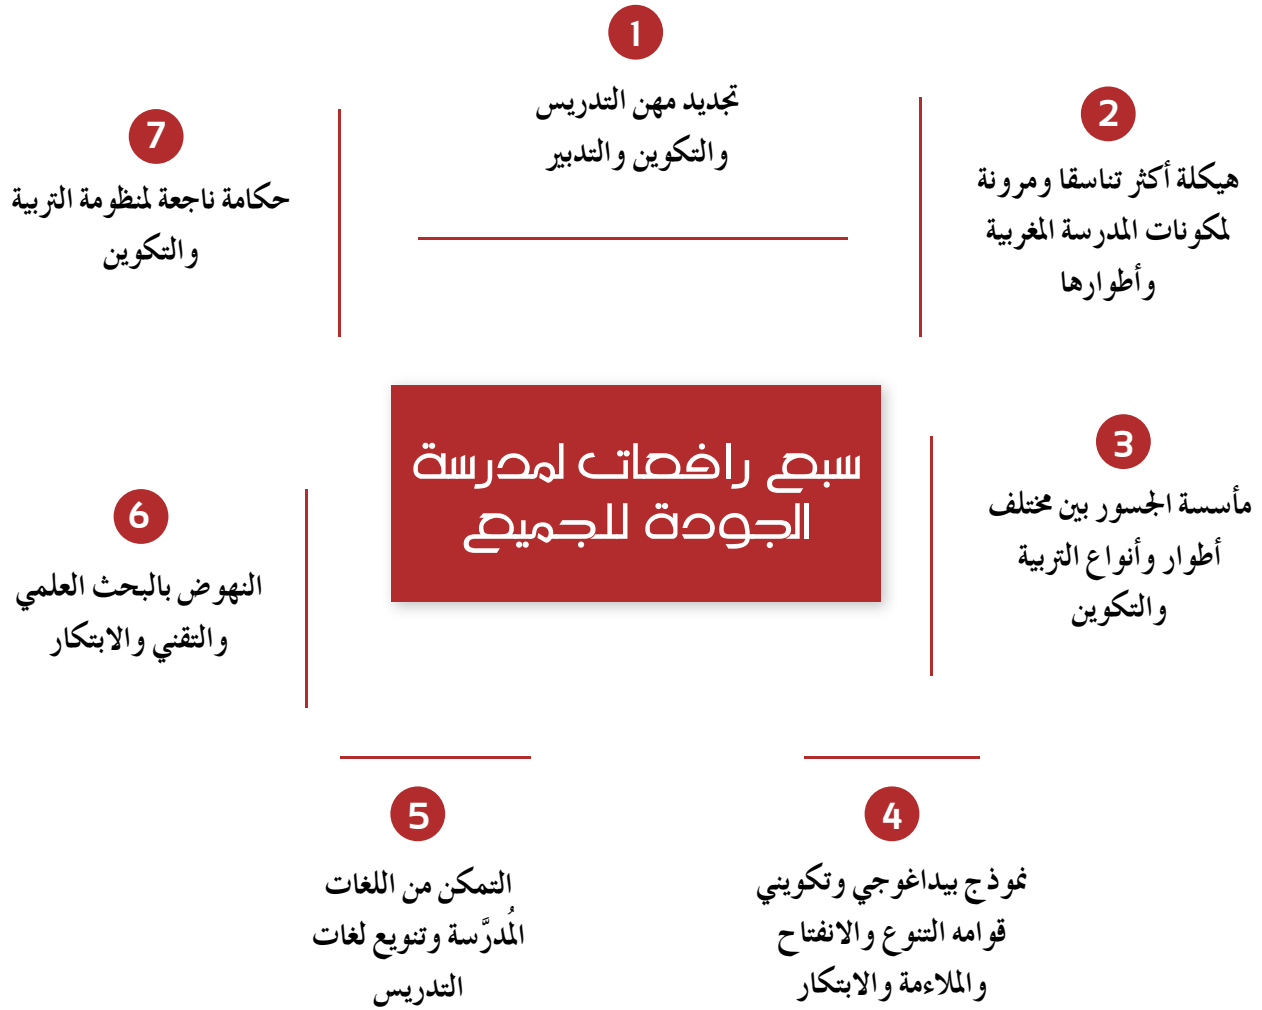 1
تجديد مهن التدريس
والتكوين والتدبير
2
هيكلة أكثر تناسقا ومرونة
لمكونات المدرسة المغربية
وأطوارها
3
مأسسة الجسور بين مختلف
أطوار وأنواع التربية
والتكوين
4
نموذج بيداغوجي وتكويني
قوامه التنوع والانفتاح
والملاءمة والابتكار
5
التمكن من اللغات
المُدرَّسة وتنويع لغات
التدريس
6
النهوض بالبحث العلمي
والتقني والابتكار
7
حكامة ناجعة لمنظومة التربية
والتكوين
سبع رافعات لمدرسة
الجودة للجميع